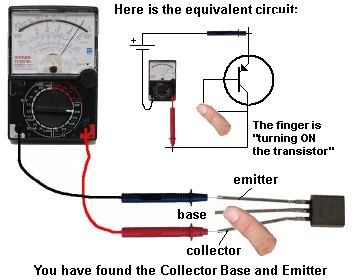 Here is the equivalent circuit:
+
The finger is
"turning ON
the transistor"
emitter
base
collector
You have found the Collector Base and Emitter